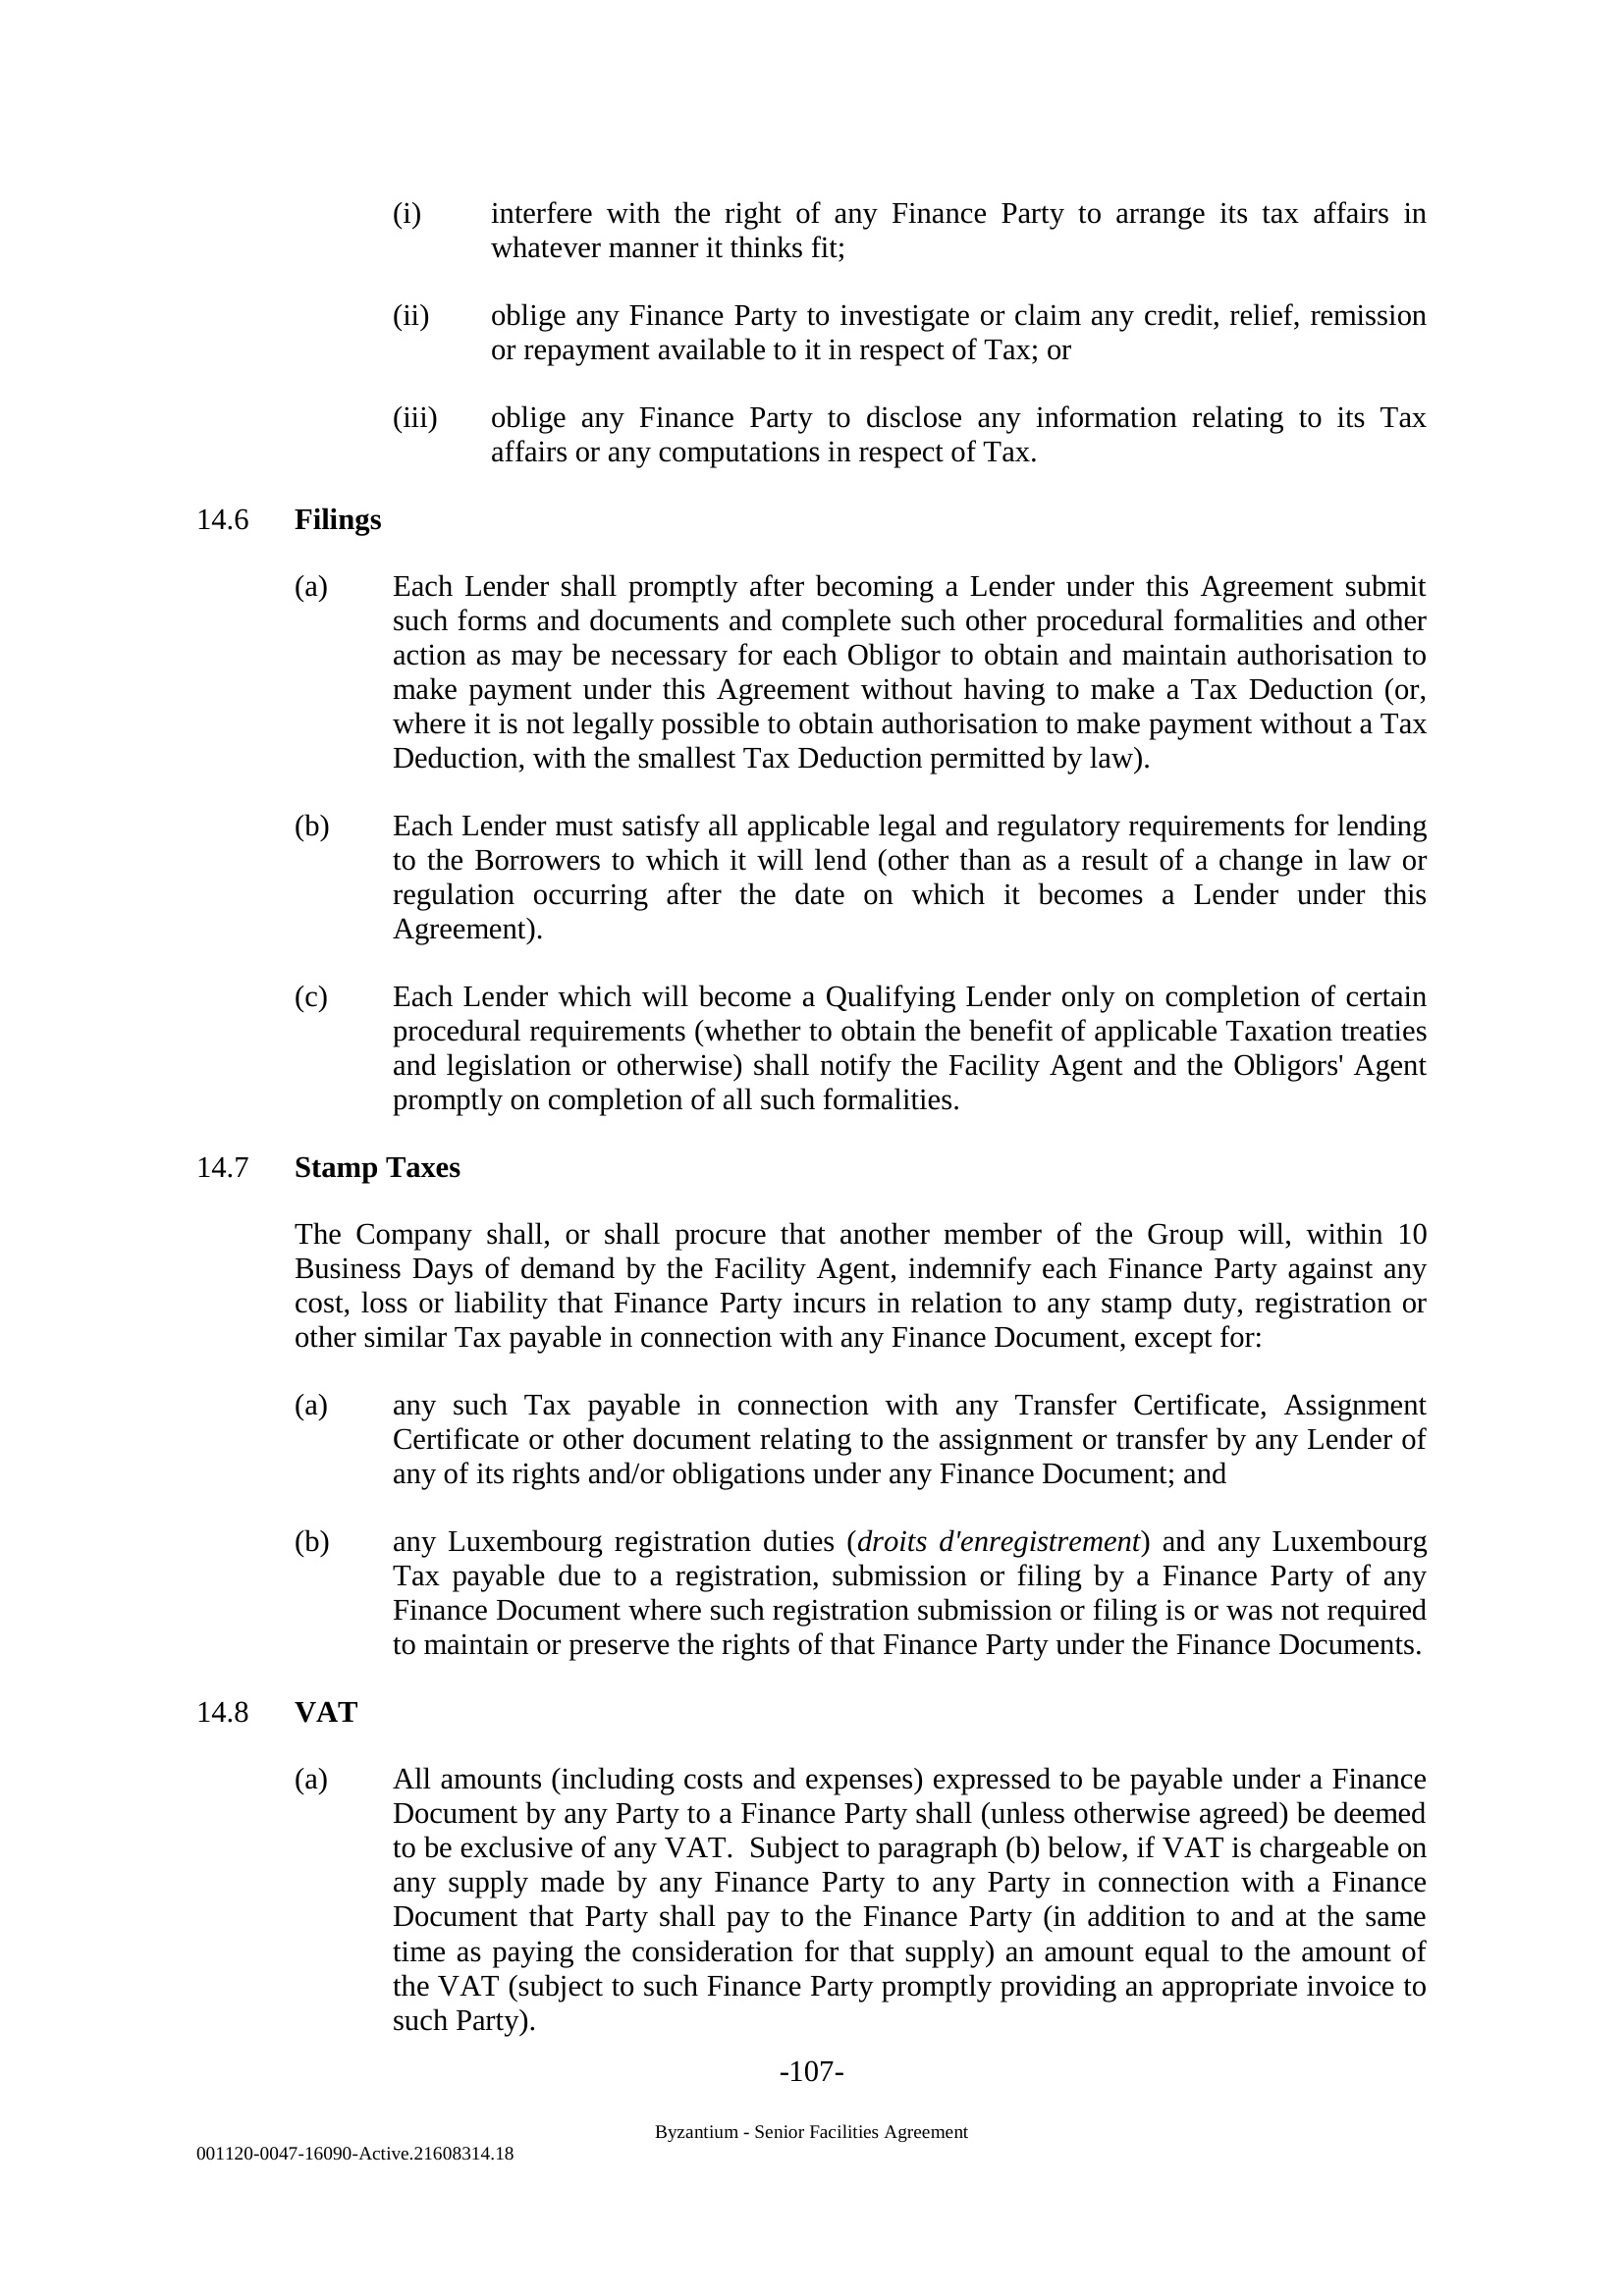 (i) interfere with the right of any Finance Party to arrange its tax affairs in
whatever manner it thinks fit;
(ii) oblige any Finance Party to investigate or claim any credit, relief, remission
or repayment available to it in respect of Tax; or
(iii) oblige any Finance Party to disclose any information relating to its Tax
affairs or any computations in respect of Tax.
14.6 Filings
(a) Each Lender shall promptly after becoming a Lender under this Agreement submit
such forms and documents and complete such other procedural formalities and other
action as may be necessary for each Obligor to obtain and maintain authorisation to
make payment under this Agreement without having to make a Tax Deduction (or,
where it is not legally possible to obtain authorisation to make payment without a Tax
Deduction, with the smallest Tax Deduction permitted by law).
(b) Each Lender must satisfy all applicable legal and regulatory requirements for lending
to the Borrowers to which it will lend (other than as a result of a change in law or
regulation occurring after the date on which it becomes a Lender under this
Agreement).
(c) Each Lender which will become a Qualifying Lender only on completion of certain
procedural requirements (whether to obtain the benefit of applicable Taxation treaties
and legislation or otherwise) shall notify the Facility Agent and the Obligors' Agent
promptly on completion of all such formalities.
14.7 Stamp Taxes
The Company shall, or shall procure that another member of the Group will, within 10
Business Days of demand by the Facility Agent, indemnify each Finance Party against any
cost, loss or liability that Finance Party incurs in relation to any stamp duty, registration or
other similar Tax payable in connection with any Finance Document, except for:
(a) any such Tax payable in connection with any Transfer Certificate, Assignment
Certificate or other document relating to the assignment or transfer by any Lender of
any of its rights and/or obligations under any Finance Document; and
(b) any Luxembourg registration duties (droits d'enregistrement) and any Luxembourg
Tax payable due to a registration, submission or filing by a Finance Party of any
Finance Document where such registration submission or filing is or was not required
to maintain or preserve the rights of that Finance Party under the Finance Documents.
14.8 VAT
(a) All amounts (including costs and expenses) expressed to be payable under a Finance
Document by any Party to a Finance Party shall (unless otherwise agreed) be deemed
to be exclusive of any VAT.  Subject to paragraph (b) below, if VAT is chargeable on
any supply made by any Finance Party to any Party in connection with a Finance
Document that Party shall pay to the Finance Party (in addition to and at the same
time as paying the consideration for that supply) an amount equal to the amount of
the VAT (subject to such Finance Party promptly providing an appropriate invoice to
such Party).
-107-
Byzantium - Senior Facilities Agreement
001120-0047-16090-Active.21608314.18